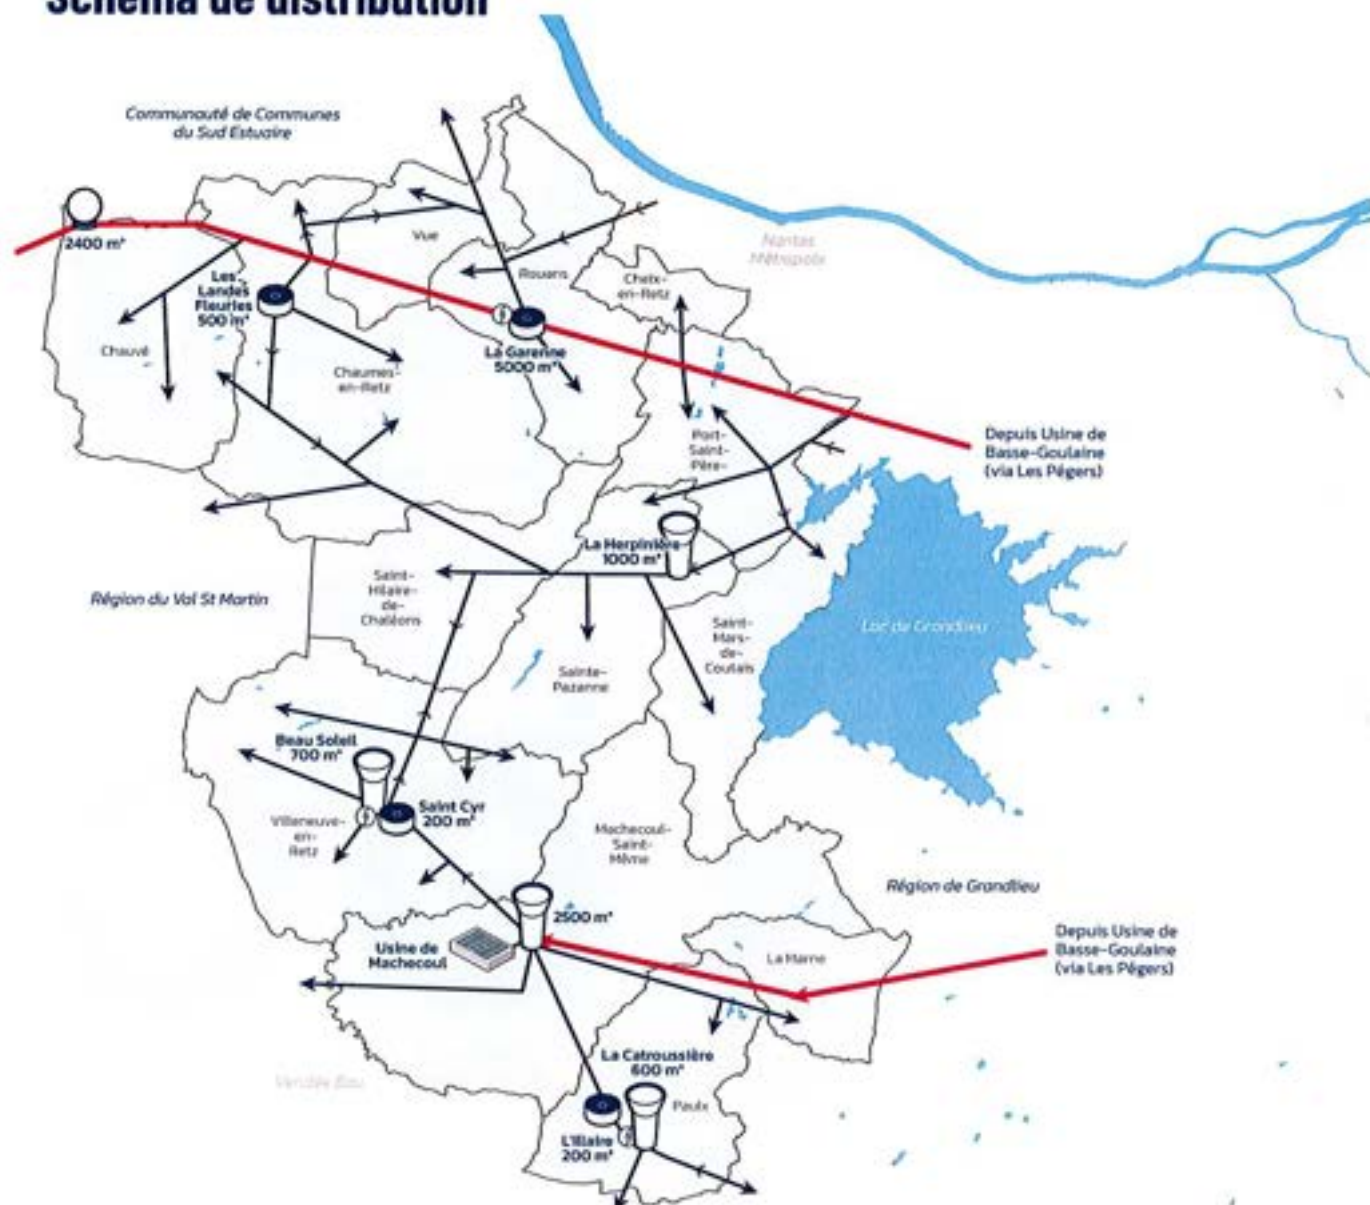 Schéma de distribution
Communauté de Communes
du Sud Estuaire
2400 m³
Vue
Rouans
Cheix-
en-Retz
Nantes
Métropole
Les
Landes
Fleuries
500 m³
Chauvé
Chaumes-
en-Retz
La Garenne
5000 m³
Port-
Saint-
Père
Depuis Usine de
Basse-Goulaine
(via Les Pégers)
La Herpinière
1000 m³
Région du Val St Martin
Saint-
Hilaire-
de-
Chaléons
Sainte-
Pazanne
Saint-
Mars-
de-
Coutais
Lac de Grandlieu
Beau Soleil
700 m³
Saint Cyr
200 m³
Villeneuve-
en-
Retz
Machecoul-
Saint-
Même
Région de Grandlieu
2500 m³
Usine de
Machecoul
La Marne
Depuis Usine de
Basse-Goulaine
(via Les Pégers)
Vendée Eau
La Catroussière
600 m³
Paulx
200 m³